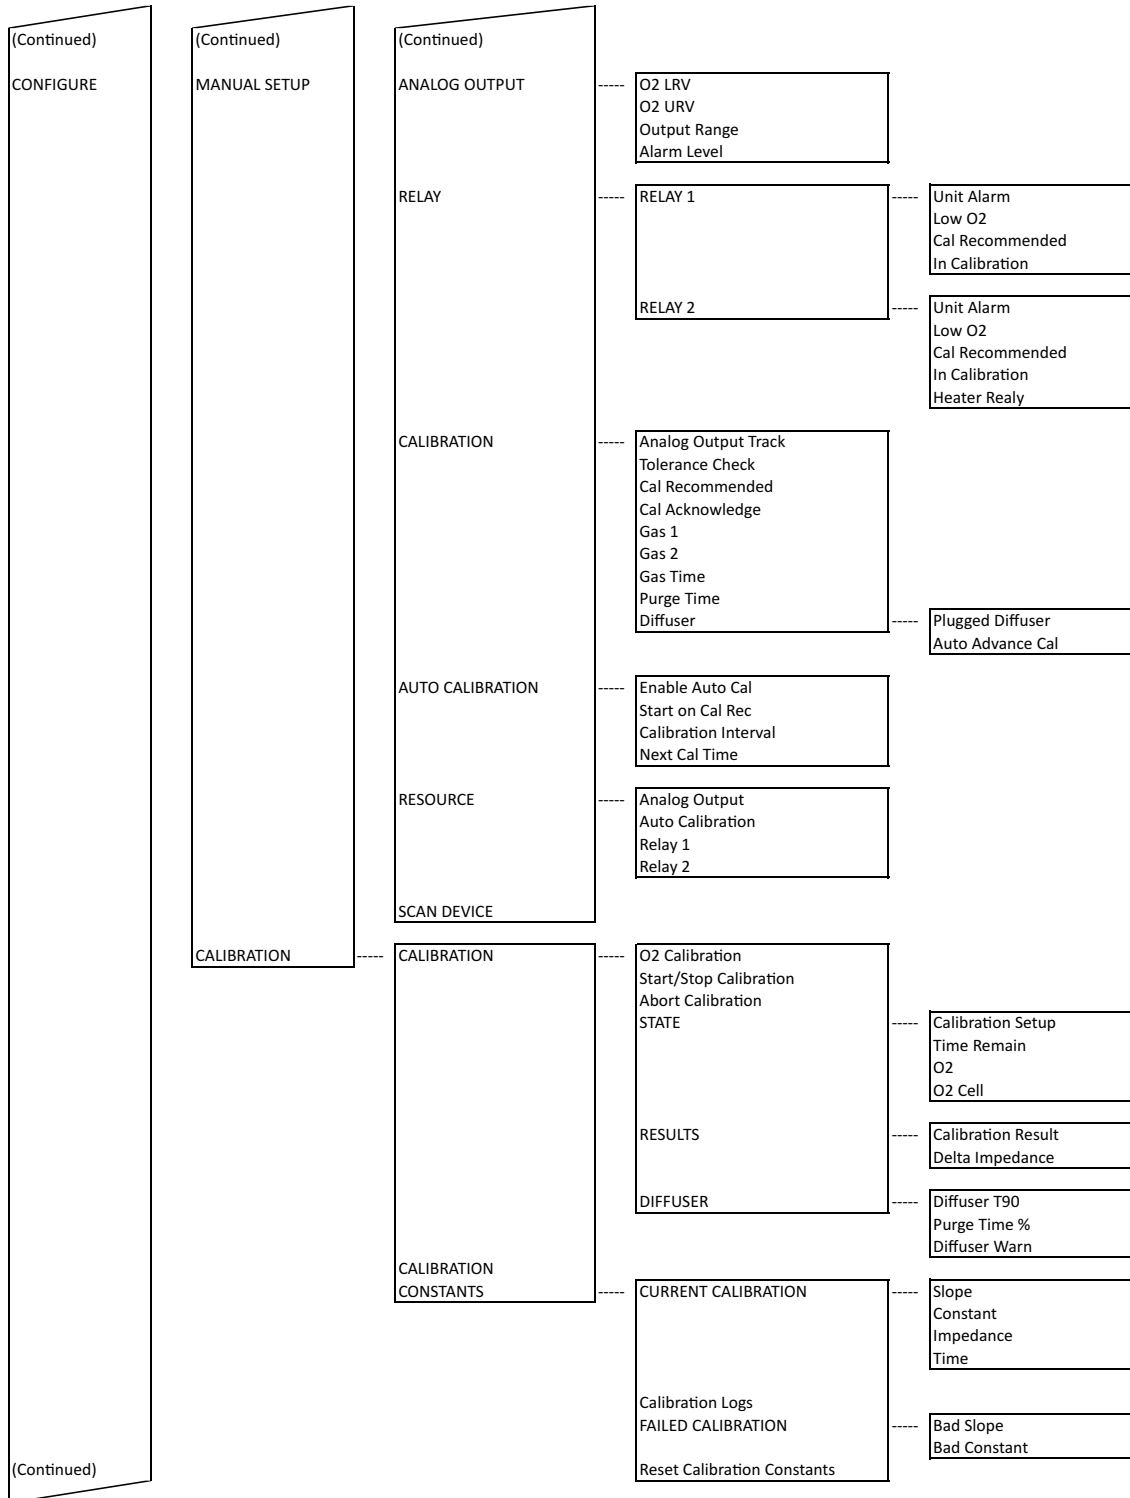 (Continued)
(Continued)
(Continued)
CONFIGURE
MANUAL SETUP
ANALOG OUTPUT
-----
O2 LRV
O2 URV
Output Range
Alarm Level
RELAY
-----
RELAY 1
-----
Unit Alarm
Low O2
Cal Recommended
In Calibration
RELAY 2
-----
Unit Alarm
Low O2
Cal Recommended
In Calibration
Heater Realy
CALIBRATION
-----
Analog Output Track
Tolerance Check
Cal Recommended
Cal Acknowledge
Gas 1
Gas 2
Gas Time
Purge Time
Diffuser
-----
Plugged Diffuser
Auto Advance Cal
AUTO CALIBRATION
-----
Enable Auto Cal
Start on Cal Rec
Calibration Interval
Next Cal Time
RESOURCE
-----
Analog Output
Auto Calibration
Relay 1
Relay 2
SCAN DEVICE
CALIBRATION
-----
CALIBRATION
-----
O2 Calibration
Start/Stop Calibration
Abort Calibration
STATE
-----
Calibration Setup
Time Remain
O2
O2 Cell
RESULTS
-----
Calibration Result
Delta Impedance
DIFFUSER
-----
Diffuser T90
Purge Time %
Diffuser Warn
CALIBRATION
CONSTANTS
-----
CURRENT CALIBRATION
-----
Slope
Constant
Impedance
Time
Calibration Logs
FAILED CALIBRATION
-----
Bad Slope
Bad Constant
Reset Calibration Constants
(Continued)